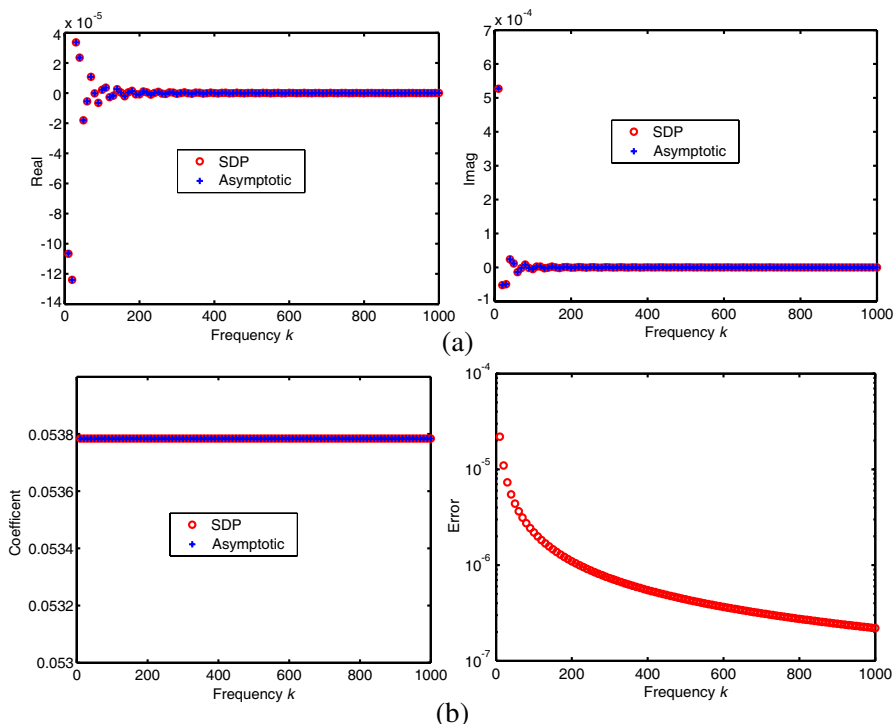 x 10⁻⁵
4
2
0
-2
-4
-6
-8
-10
-12
-14
0
200
400
600
800
1000
Real
Frequency k
SDP
Asymptotic
x 10⁻⁴
7
6
5
4
3
2
1
0
-1
0
200
400
600
800
1000
Imag
Frequency k
SDP
Asymptotic
(a)
0.0538
0.0536
0.0534
0.0532
0.053
0
200
400
600
800
1000
Coefficent
Frequency k
SDP
Asymptotic
10⁻⁴
10⁻⁵
10⁻⁶
10⁻⁷
0
200
400
600
800
1000
Error
Frequency k
(b)